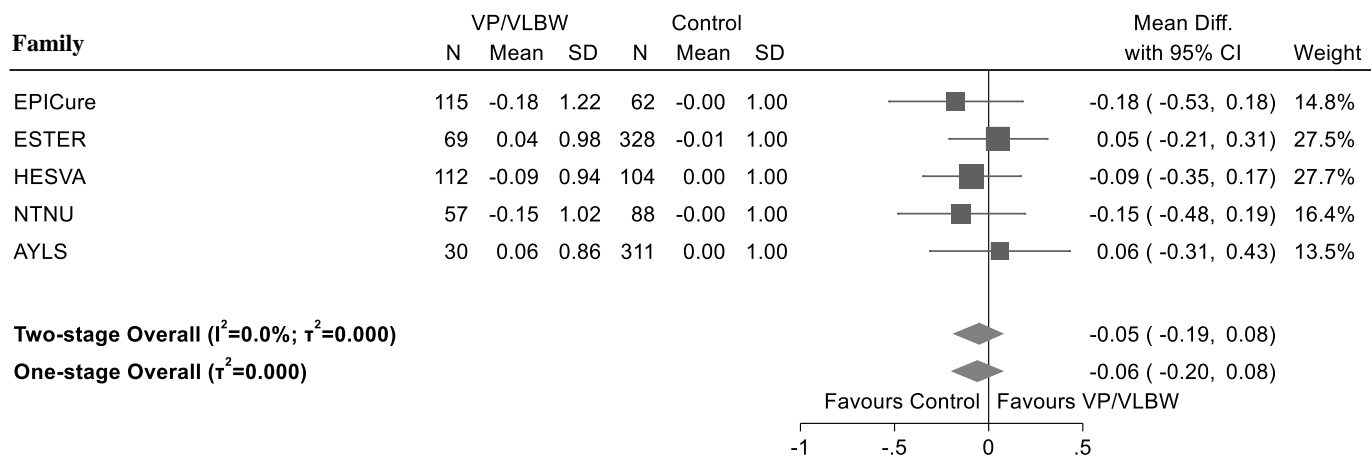 VP/VLBW Control Mean Diff.
Family N Mean SD N Mean SD with 95% CI Weight
EPICure 115 -0.18 1.22 62 -0.00 1.00 -0.18 ( -0.53, 0.18) 14.8%
ESTER 69 0.04 0.98 328 -0.01 1.00 0.05 ( -0.21, 0.31) 27.5%
HESVA 112 -0.09 0.94 104 0.00 1.00 -0.09 ( -0.35, 0.17) 27.7%
NTNU 57 -0.15 1.02 88 -0.00 1.00 -0.15 ( -0.48, 0.19) 16.4%
AYLS 30 0.06 0.86 311 0.00 1.00 0.06 ( -0.31, 0.43) 13.5%
Two-stage Overall (I²=0.0%; τ²=0.000) -0.05 ( -0.19, 0.08)
One-stage Overall (τ²=0.000) -0.06 ( -0.20, 0.08)
Favours Control Favours VP/VLBW
-1 -.5 0 .5